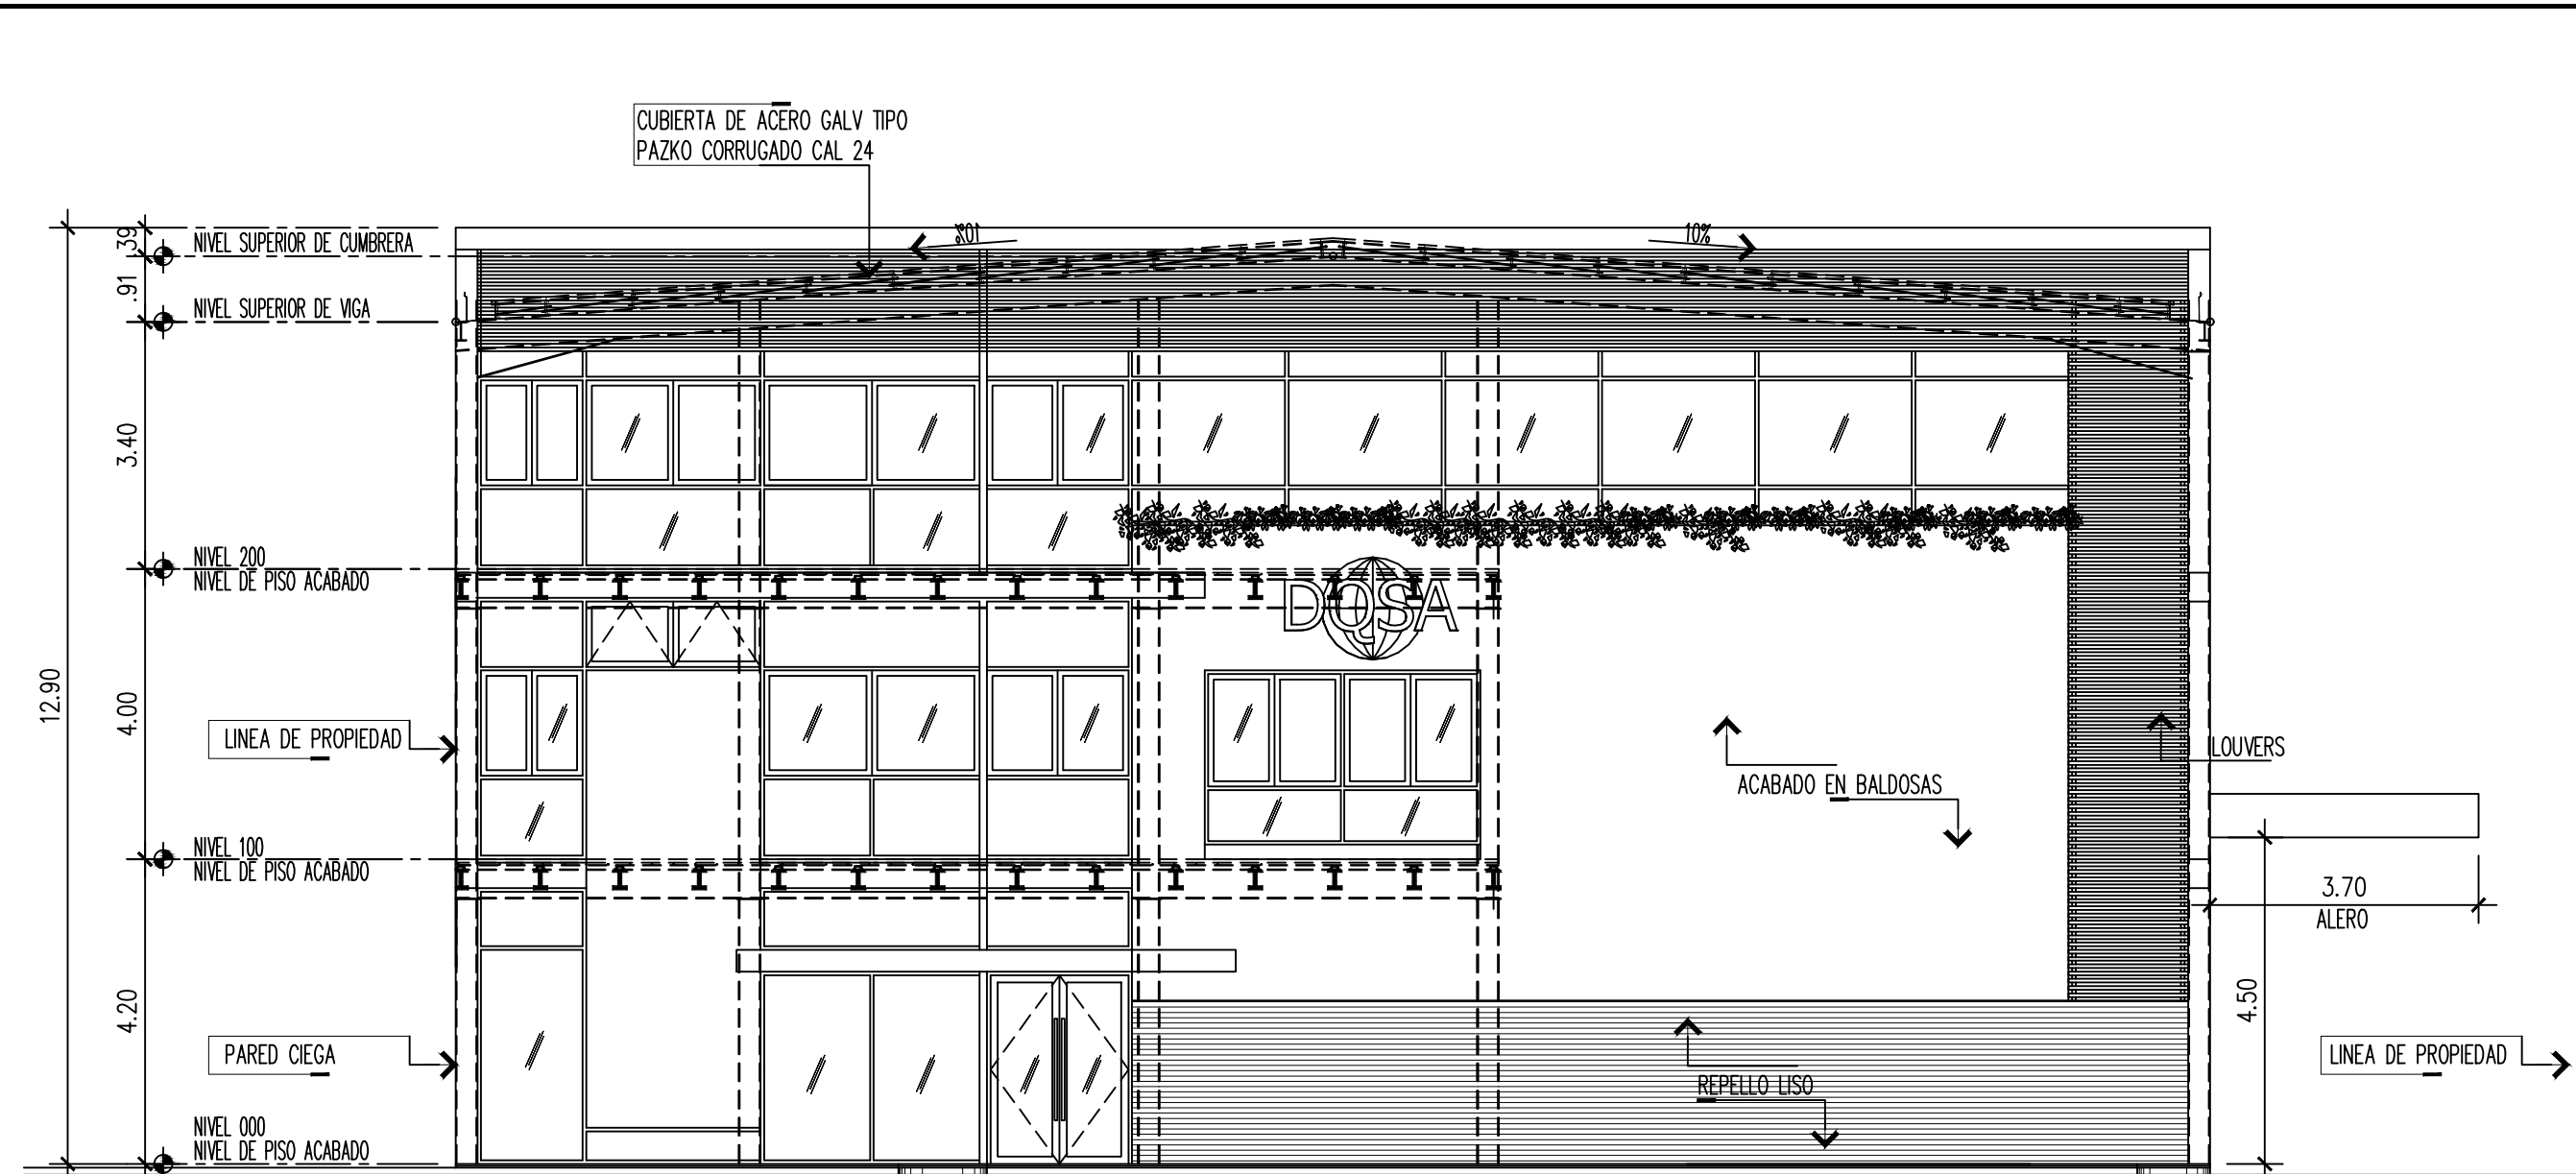 CUBIERTA DE ACERO GALV TIPO
PAZKO CORRUGADO CAL 24
.39
NIVEL SUPERIOR DE CUMBRERA
10%
10%
.91
NIVEL SUPERIOR DE VIGA
3.40
NIVEL 200
NIVEL DE PISO ACABADO
DQSA
12.90
4.00
LINEA DE PROPIEDAD
LOUVERS
ACABADO EN BALDOSAS
NIVEL 100
NIVEL DE PISO ACABADO
3.70
ALERO
4.20
4.50
PARED CIEGA
LINEA DE PROPIEDAD
REPELLO LISO
NIVEL 000
NIVEL DE PISO ACABADO